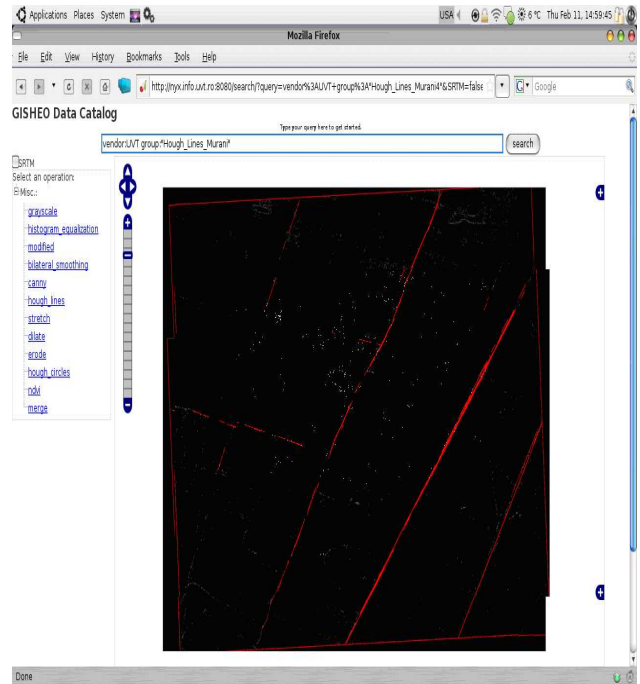 Applications Places System USA 6 °C Thu Feb 11, 14:59:45
Mozilla Firefox
File Edit View History Bookmarks Tools Help
http://nyx.info.uvt.ro:8080/search/?query=vendor%3AUVT+group%3A"Hough_Lines_Murani4"&SRTM=false G Google
GISHEO Data Catalog
Type your query here to get started.
vendor:UVT group:"Hough_Lines_Murani" search
SRTM
Select an operation:
Misc.:
grayscale
histogram_equalization
modified
bilateral_smoothing
canny
hough_lines
stretch
dilate
erode
hough_circles
ndvi
merge
Done